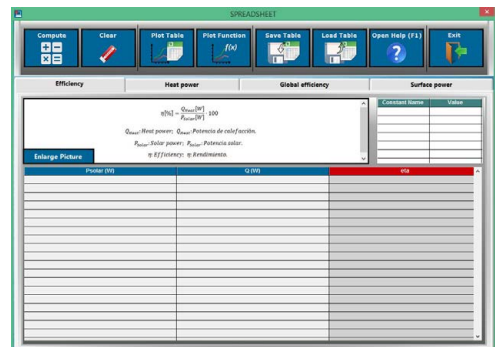 SPREADSHEET
Compute
Clear
Plot Table
Plot Function
f(x)
Save Table
Load Table
Open Help (F1)
?
Exit
Efficiency
Heat power
Global efficiency
Surface power
η[%] = Q_Heat[W] / P_Solar[W] · 100
Q_Heat: Heat power; Q_Heat: Potencia de calefacción.
P_Solar: Solar power; P_Solar: Potencia solar.
η: Efficiency; η: Rendimiento.
Enlarge Picture
Constant Name
Value
Psolar (W)
Q (W)
eta